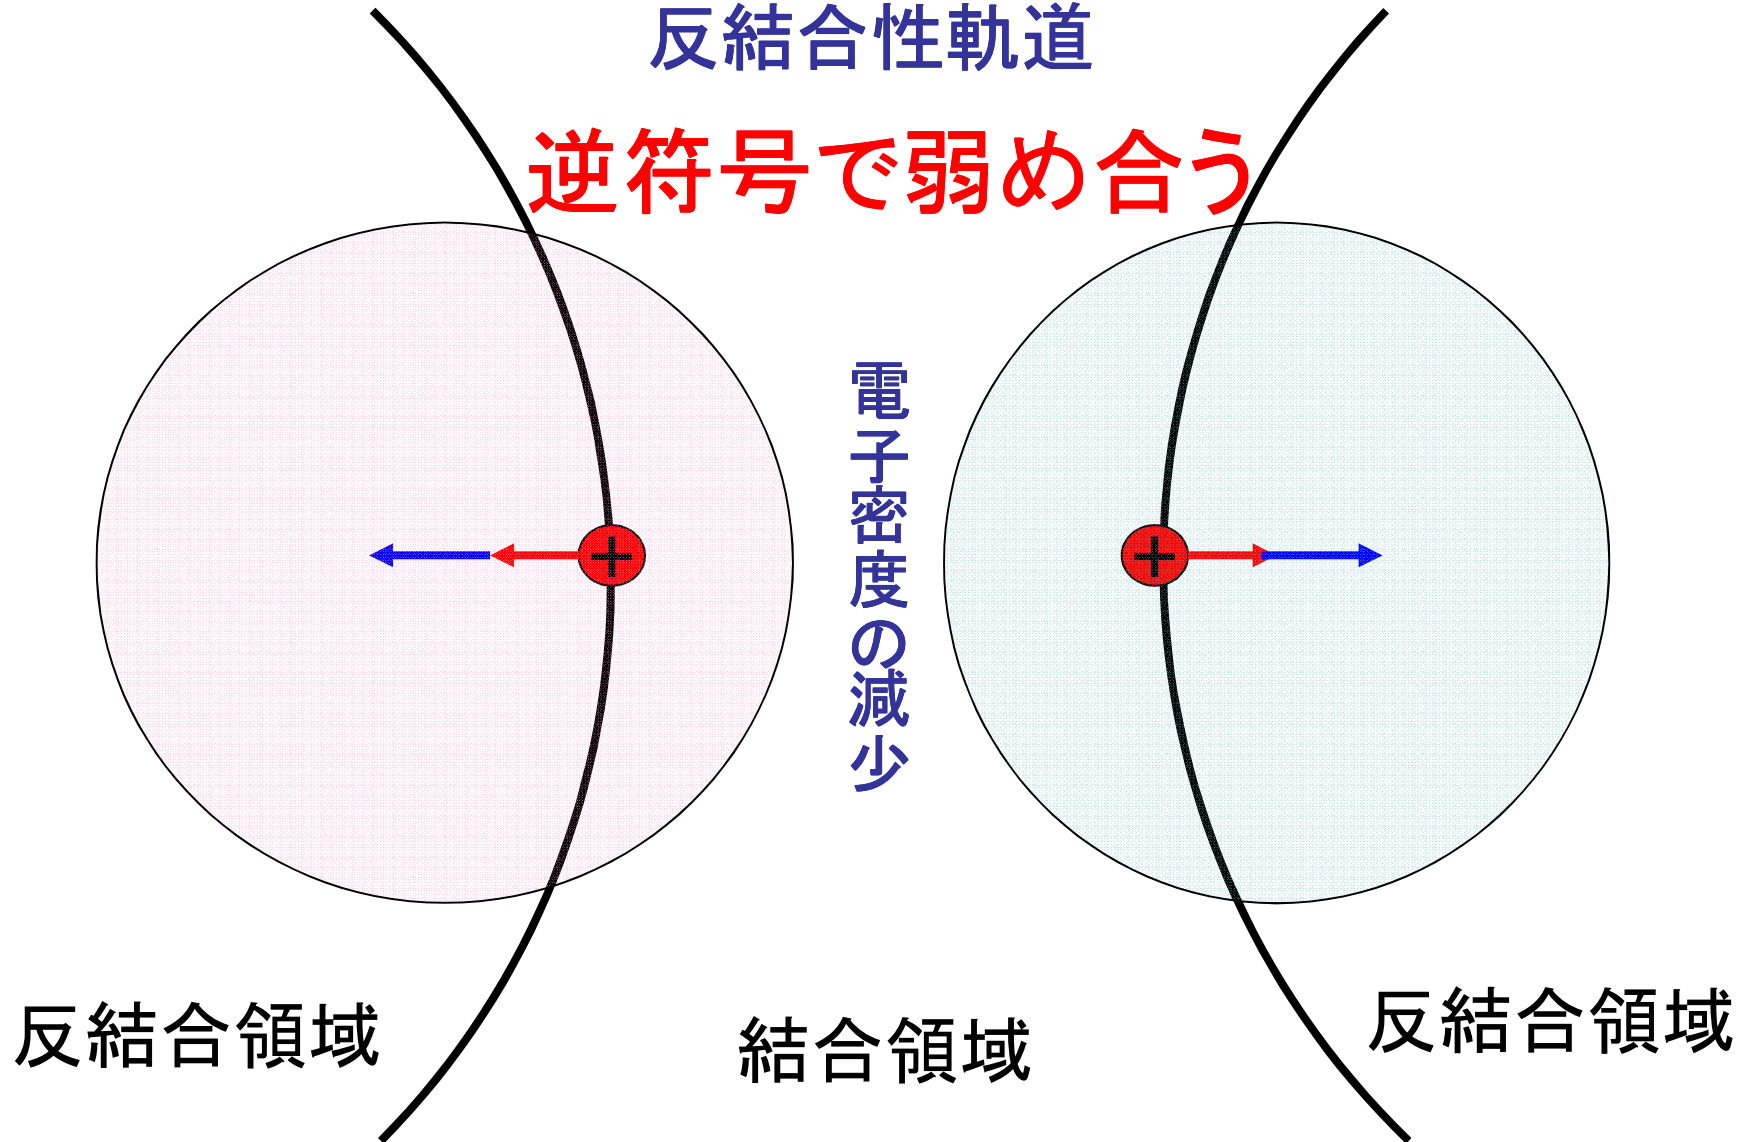 反結合性軌道
逆符号で弱め合う
電子密度の減少
+
+
反結合領域
結合領域
反結合領域